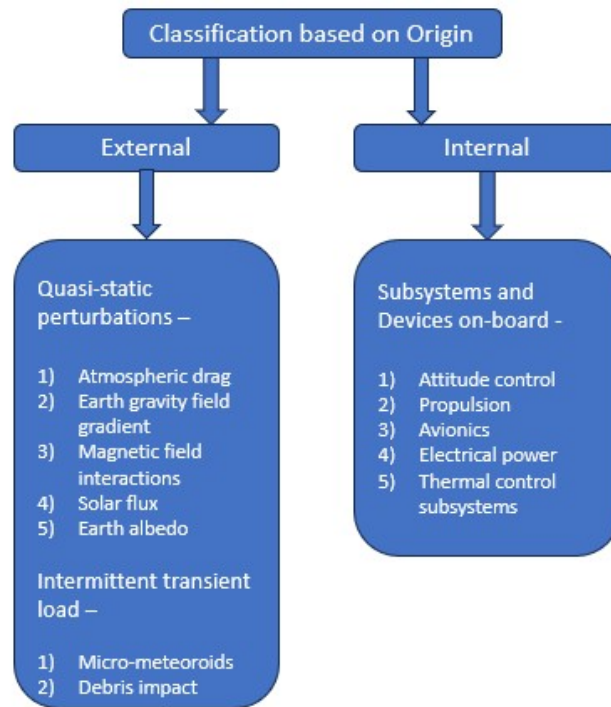 Classification based on Origin
External
Internal
Quasi-static
perturbations –
1) Atmospheric drag
2) Earth gravity field
gradient
3) Magnetic field
interactions
4) Solar flux
5) Earth albedo
Intermittent transient
load –
1) Micro-meteoroids
2) Debris impact
Subsystems and
Devices on-board -
1) Attitude control
2) Propulsion
3) Avionics
4) Electrical power
5) Thermal control
subsystems